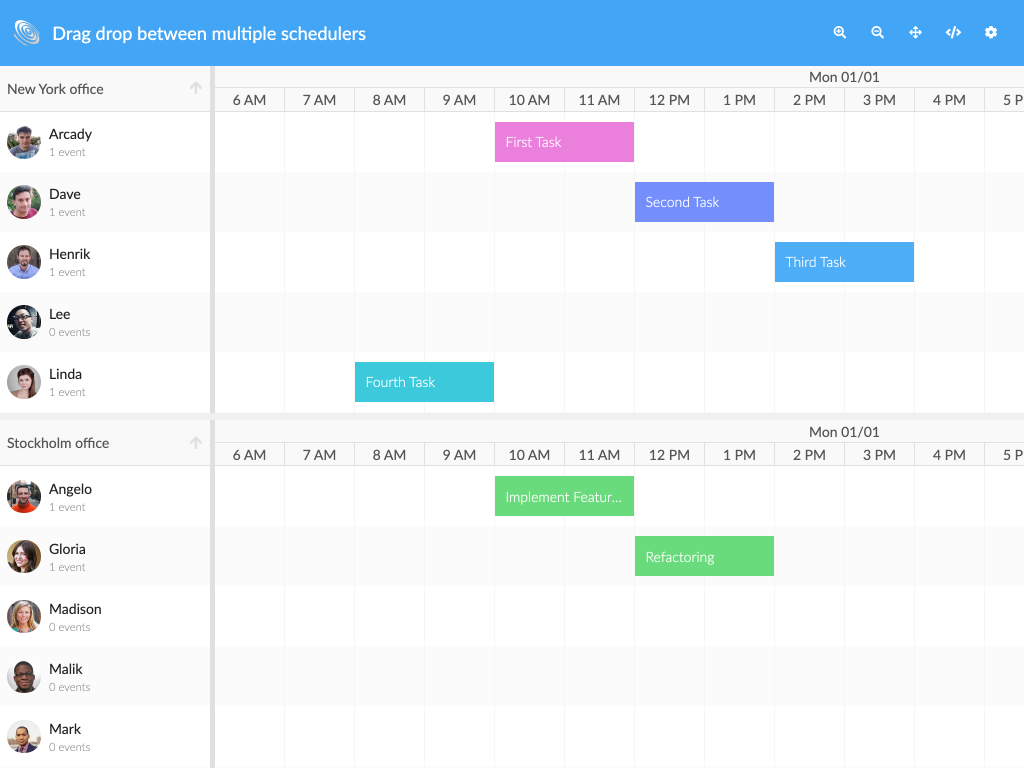 Drag drop between multiple schedulers
New York office
Mon 01/01
6 AM 7 AM 8 AM 9 AM 10 AM 11 AM 12 PM 1 PM 2 PM 3 PM 4 PM 5 P
Arcady
1 event
First Task
Dave
1 event
Second Task
Henrik
1 event
Third Task
Lee
0 events
Linda
1 event
Fourth Task
Stockholm office
Mon 01/01
6 AM 7 AM 8 AM 9 AM 10 AM 11 AM 12 PM 1 PM 2 PM 3 PM 4 PM 5 P
Angelo
1 event
Implement Featur...
Gloria
1 event
Refactoring
Madison
0 events
Malik
0 events
Mark
0 events